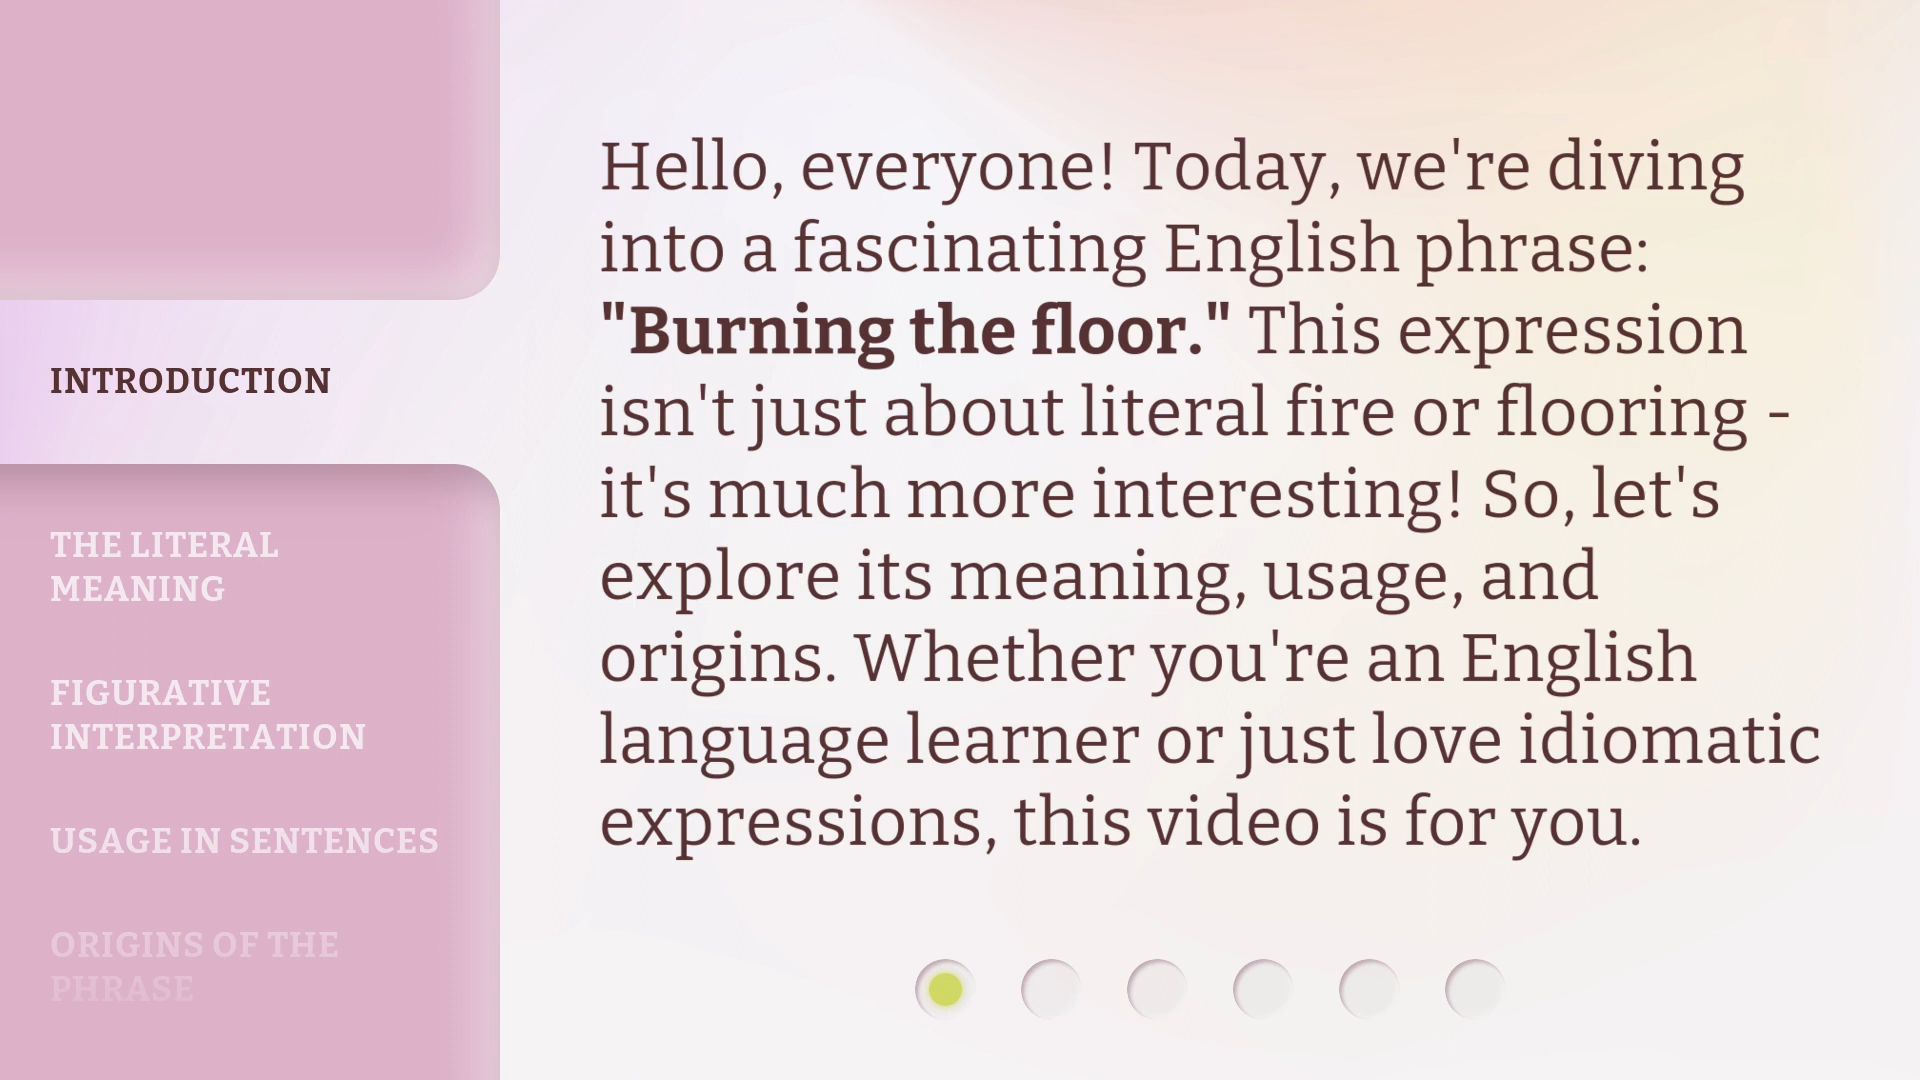 INTRODUCTION
THE LITERAL
MEANING
FIGURATIVE
INTERPRETATION
USAGE IN SENTENCES
ORIGINS OF THE
PHRASE
Hello, everyone! Today, we're diving
into a fascinating English phrase:
"Burning the floor." This expression
isn't just about literal fire or flooring -
it's much more interesting! So, let's
explore its meaning, usage, and
origins. Whether you're an English
language learner or just love idiomatic
expressions, this video is for you.